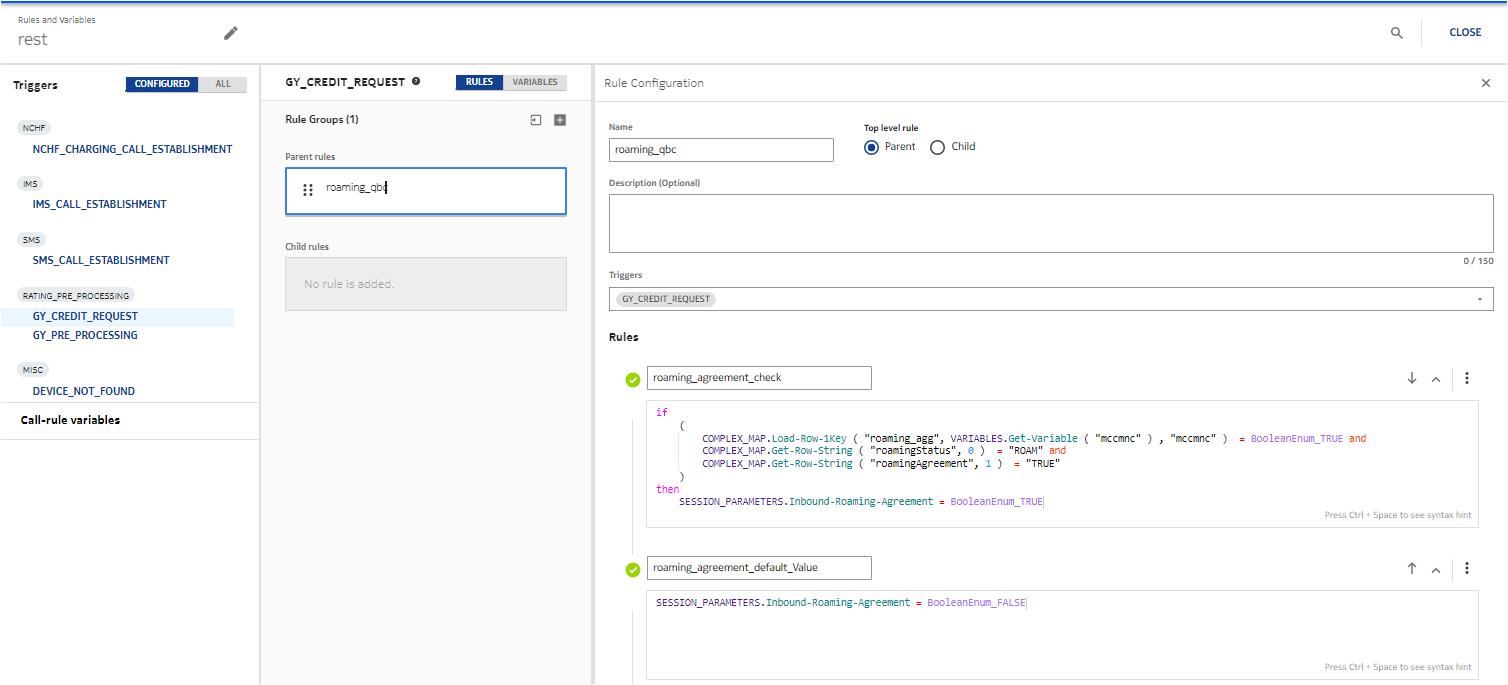 Rules and Variables
rest
CLOSE
Triggers
CONFIGURED
ALL
NCHF
NCHF_CHARGING_CALL_ESTABLISHMENT
IMS
IMS_CALL_ESTABLISHMENT
SMS
SMS_CALL_ESTABLISHMENT
RATING_PRE_PROCESSING
GY_CREDIT_REQUEST
GY_PRE_PROCESSING
MISC
DEVICE_NOT_FOUND
Call-rule variables
GY_CREDIT_REQUEST
RULES
VARIABLES
Rule Groups (1)
Parent rules
roaming_qbc
Child rules
No rule is added.
Rule Configuration
Name
roaming_qbc
Top level rule
Parent
Child
Description (Optional)
0 / 150
Triggers
GY_CREDIT_REQUEST
Rules
roaming_agreement_check
if
(
COMPLEX_MAP.Load-Row-1Key ( "roaming_agg", VARIABLES.Get-Variable ( "mccmnc" ) , "mccmnc" ) = BooleanEnum_TRUE and
COMPLEX_MAP.Get-Row-String ( "roamingStatus", 0 ) = "ROAM" and
COMPLEX_MAP.Get-Row-String ( "roamingAgreement", 1 ) = "TRUE"
)
then
SESSION_PARAMETERS.Inbound-Roaming-Agreement = BooleanEnum_TRUE
Press Ctrl + Space to see syntax hint
roaming_agreement_default_Value
SESSION_PARAMETERS.Inbound-Roaming-Agreement = BooleanEnum_FALSE
Press Ctrl + Space to see syntax hint